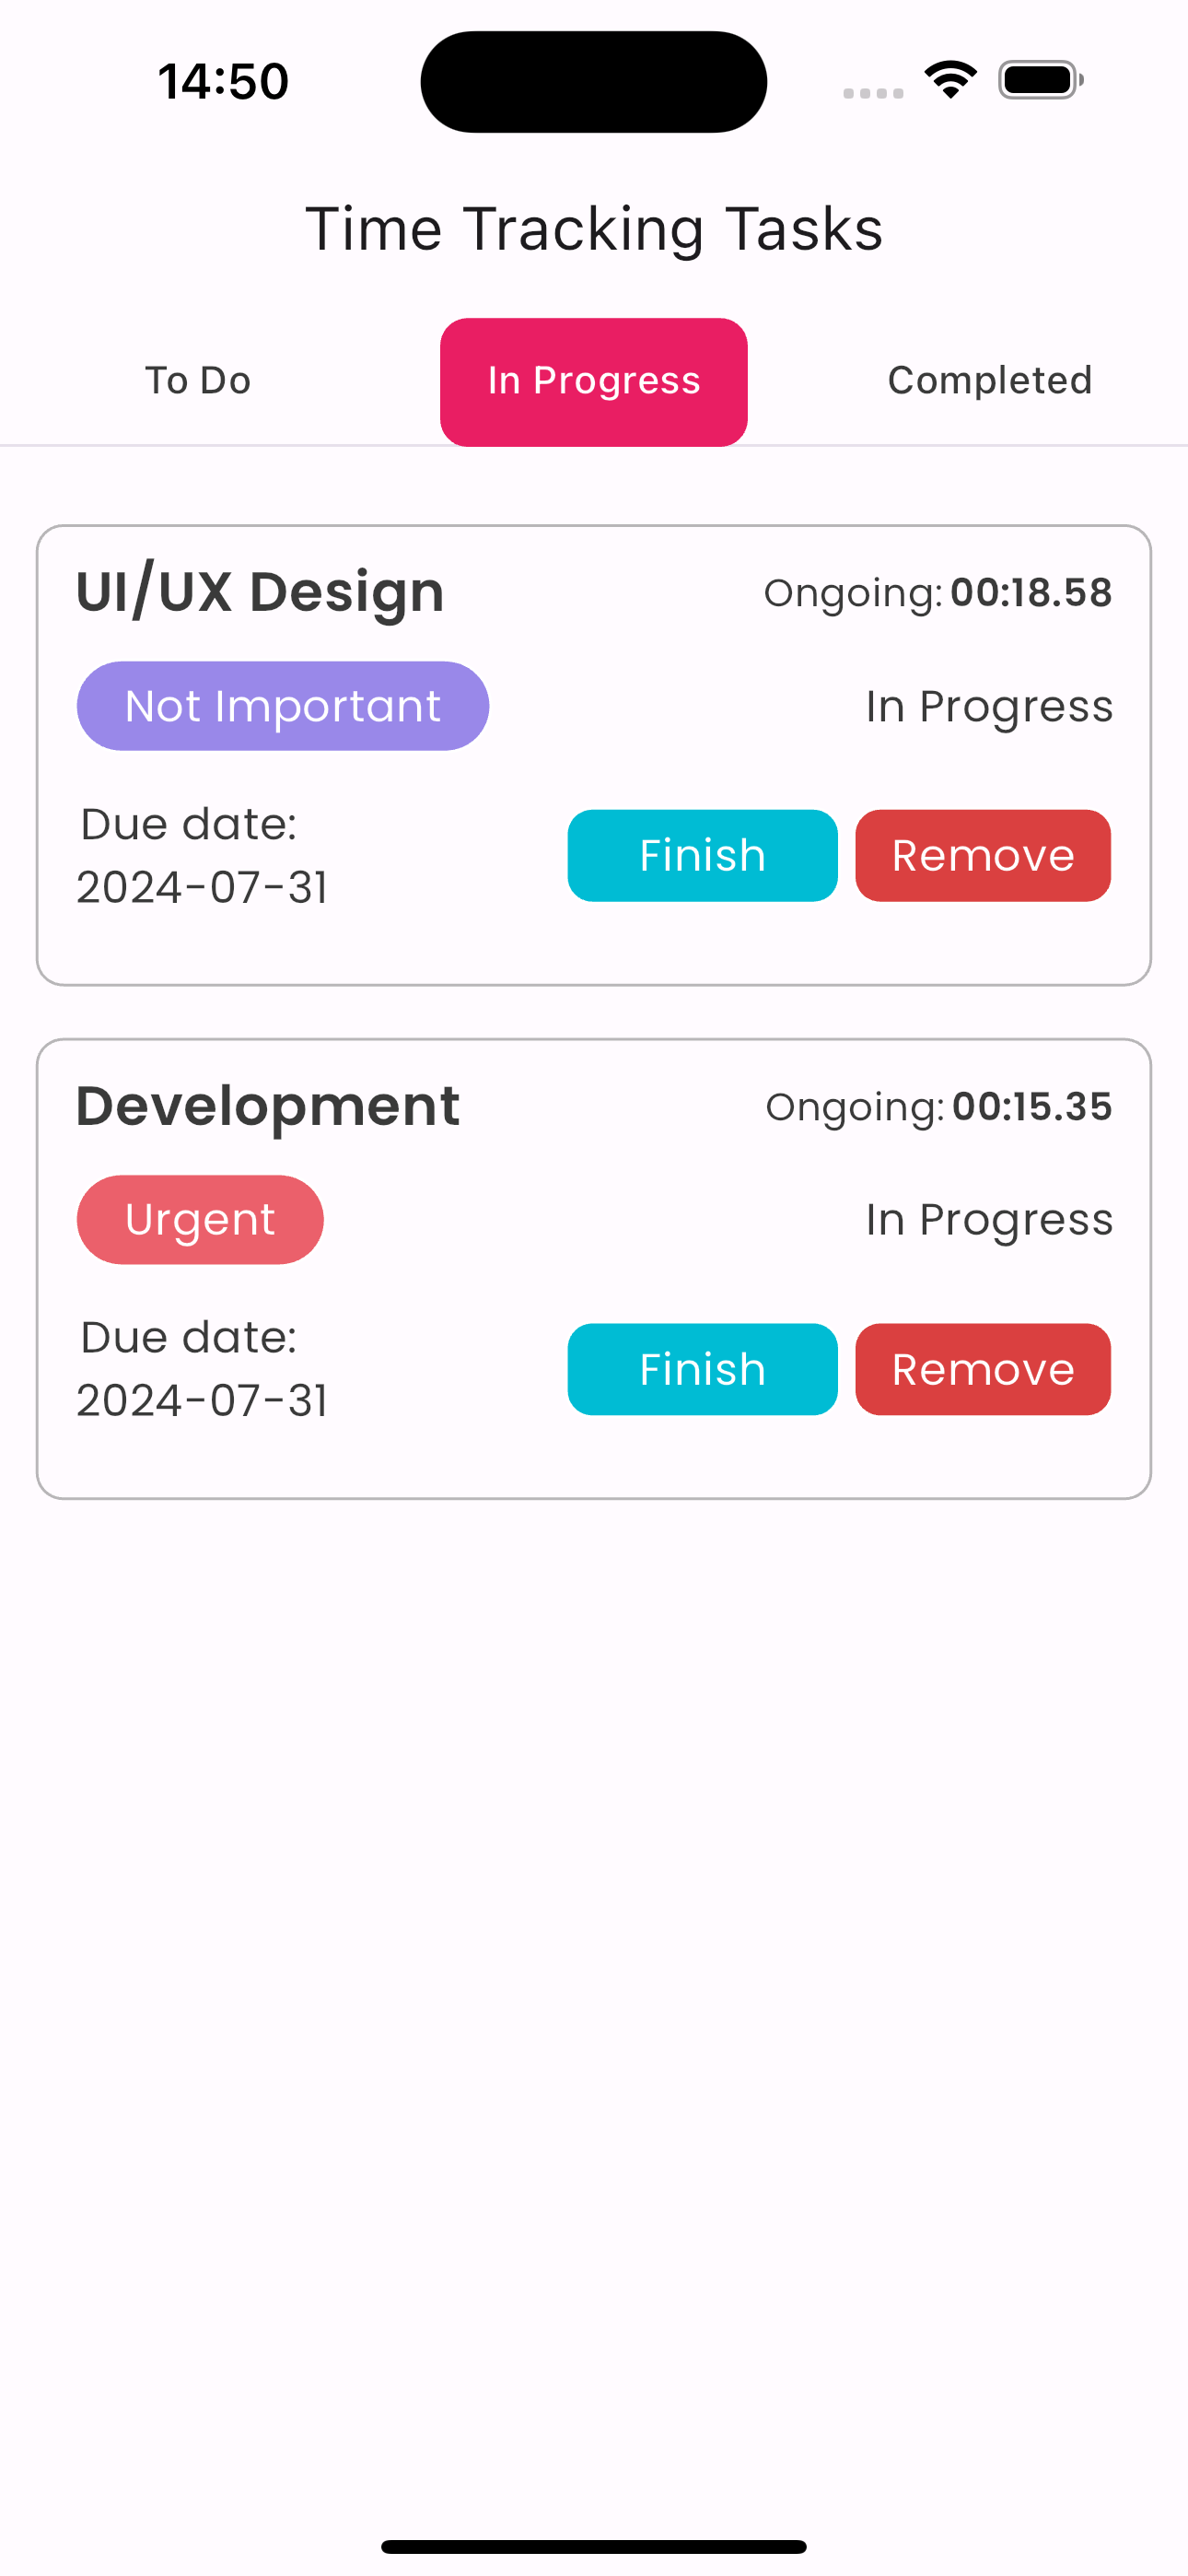 14:50
Time Tracking Tasks
To Do In Progress Completed
UI/UX Design Ongoing: 00:18.58
Not Important In Progress
Due date:
2024-07-31
Finish Remove
Development Ongoing: 00:15.35
Urgent In Progress
Due date:
2024-07-31
Finish Remove